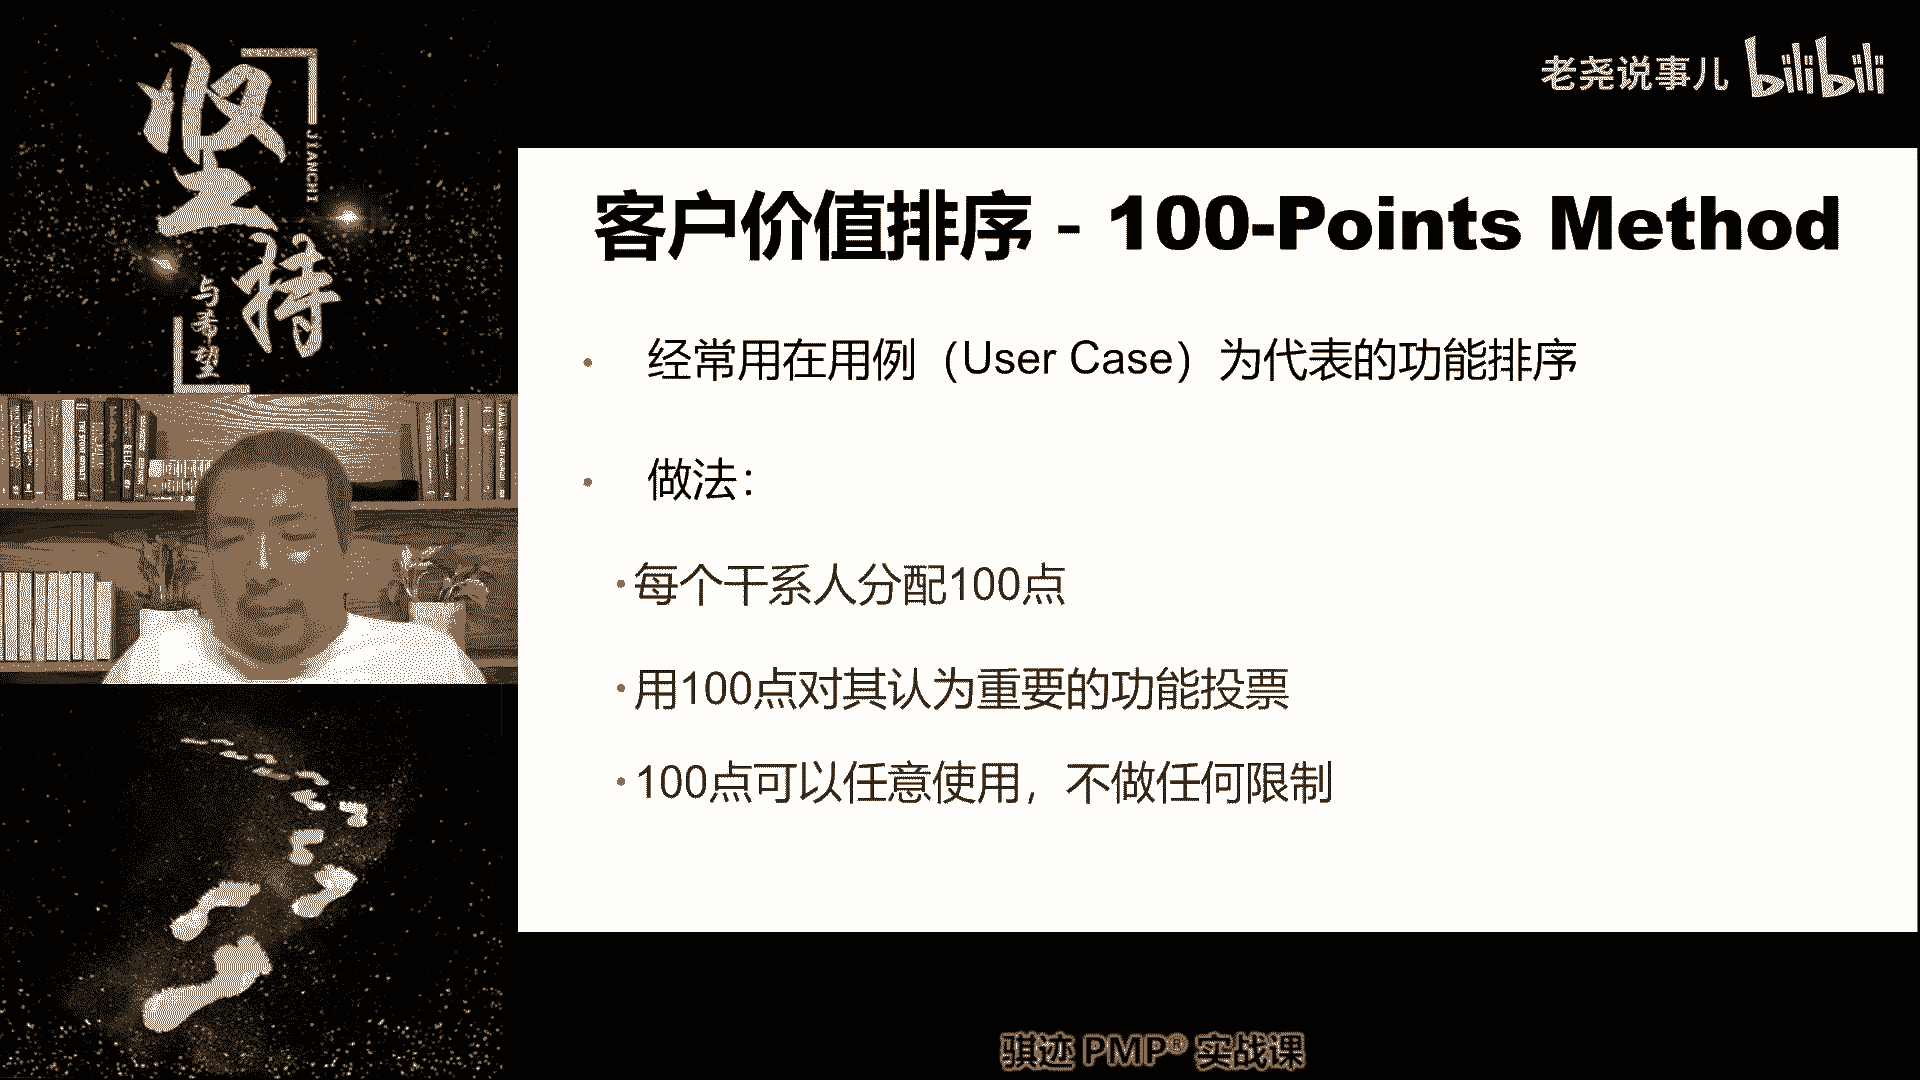 坚
持
JIANCHI
与希望
老尧说事儿 bilibili
客户价值排序 - 100-Points Method
• 经常用在用例（User Case）为代表的功能排序
• 做法：
• 每个干系人分配100点
• 用100点对其认为重要的功能投票
• 100点可以任意使用，不做任何限制
骐迹 PMP® 实战课